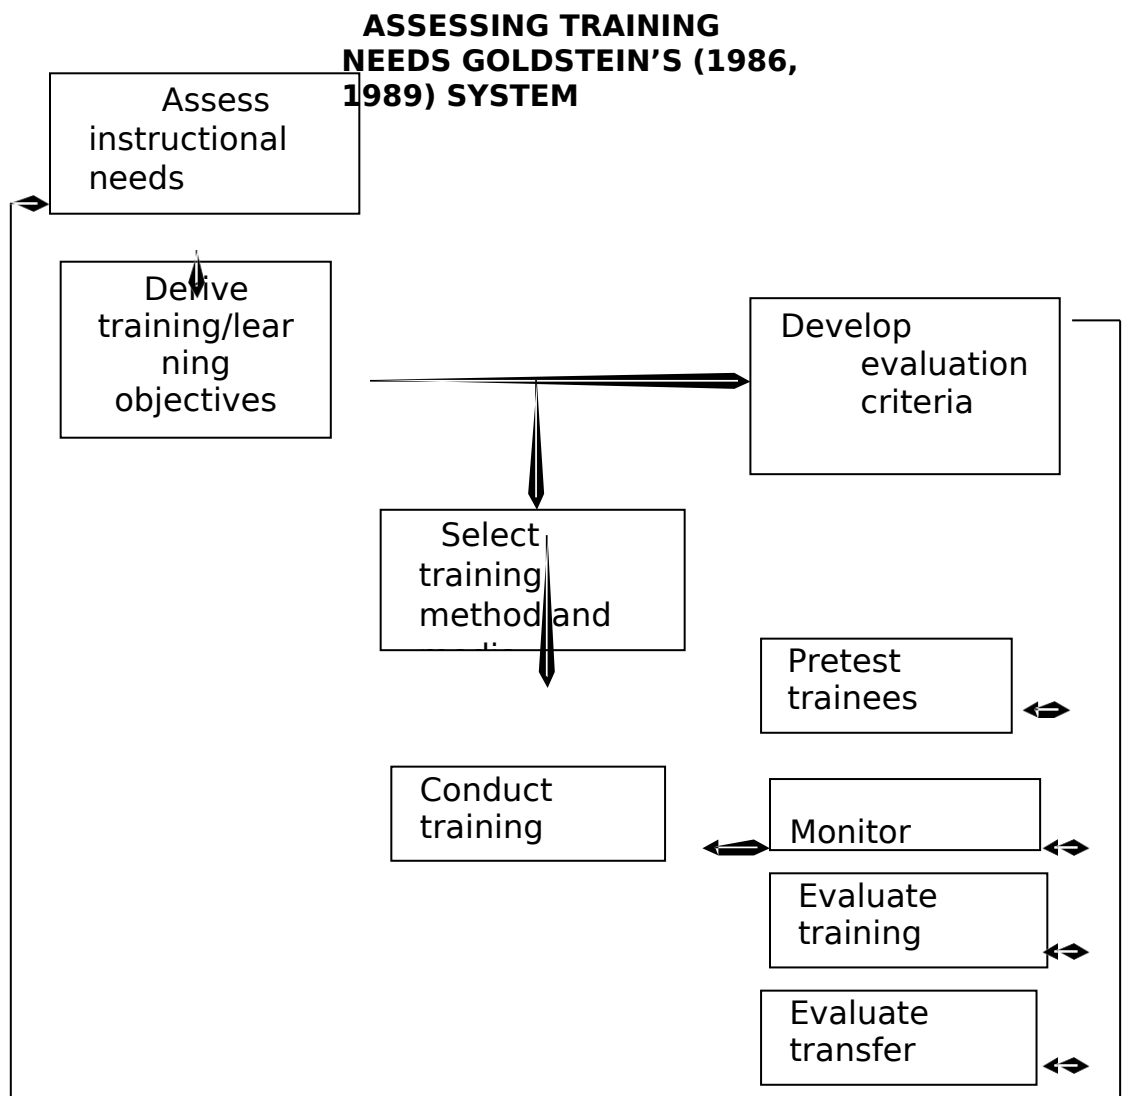 ASSESSING TRAINING
NEEDS GOLDSTEIN’S (1986,
1989) SYSTEM
Assess
instructional
needs
Derive
training/lear
ning
objectives
Develop
evaluation
criteria
Select
training
method and
Pretest
trainees
Conduct
training
Monitor
Evaluate
training
Evaluate
transfer